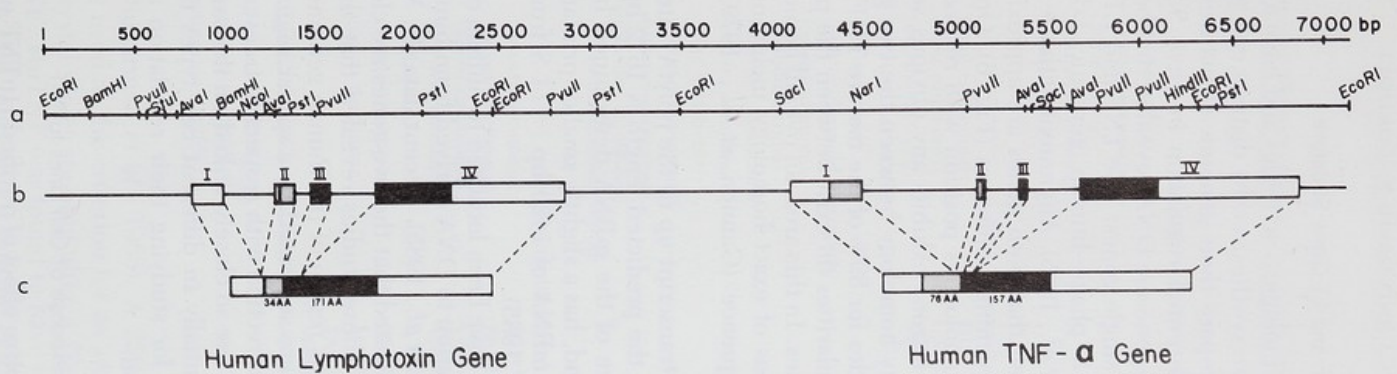 1 500 1000 1500 2000 2500 3000 3500 4000 4500 5000 5500 6000 6500 7000 bp
a EcoRI BamHI PvuII StuI AvaI BamHI NcoI AvaI PstI PvuII PstI EcoRI EcoRI PvuII PstI EcoRI SacI NarI PvuII AvaI SacI AvaI PvuII PvuII HindIII EcoRI PstI EcoRI
I II III IV I II III IV
b
c
34AA 171AA 76AA 157AA
Human Lymphotoxin Gene Human TNF-α Gene